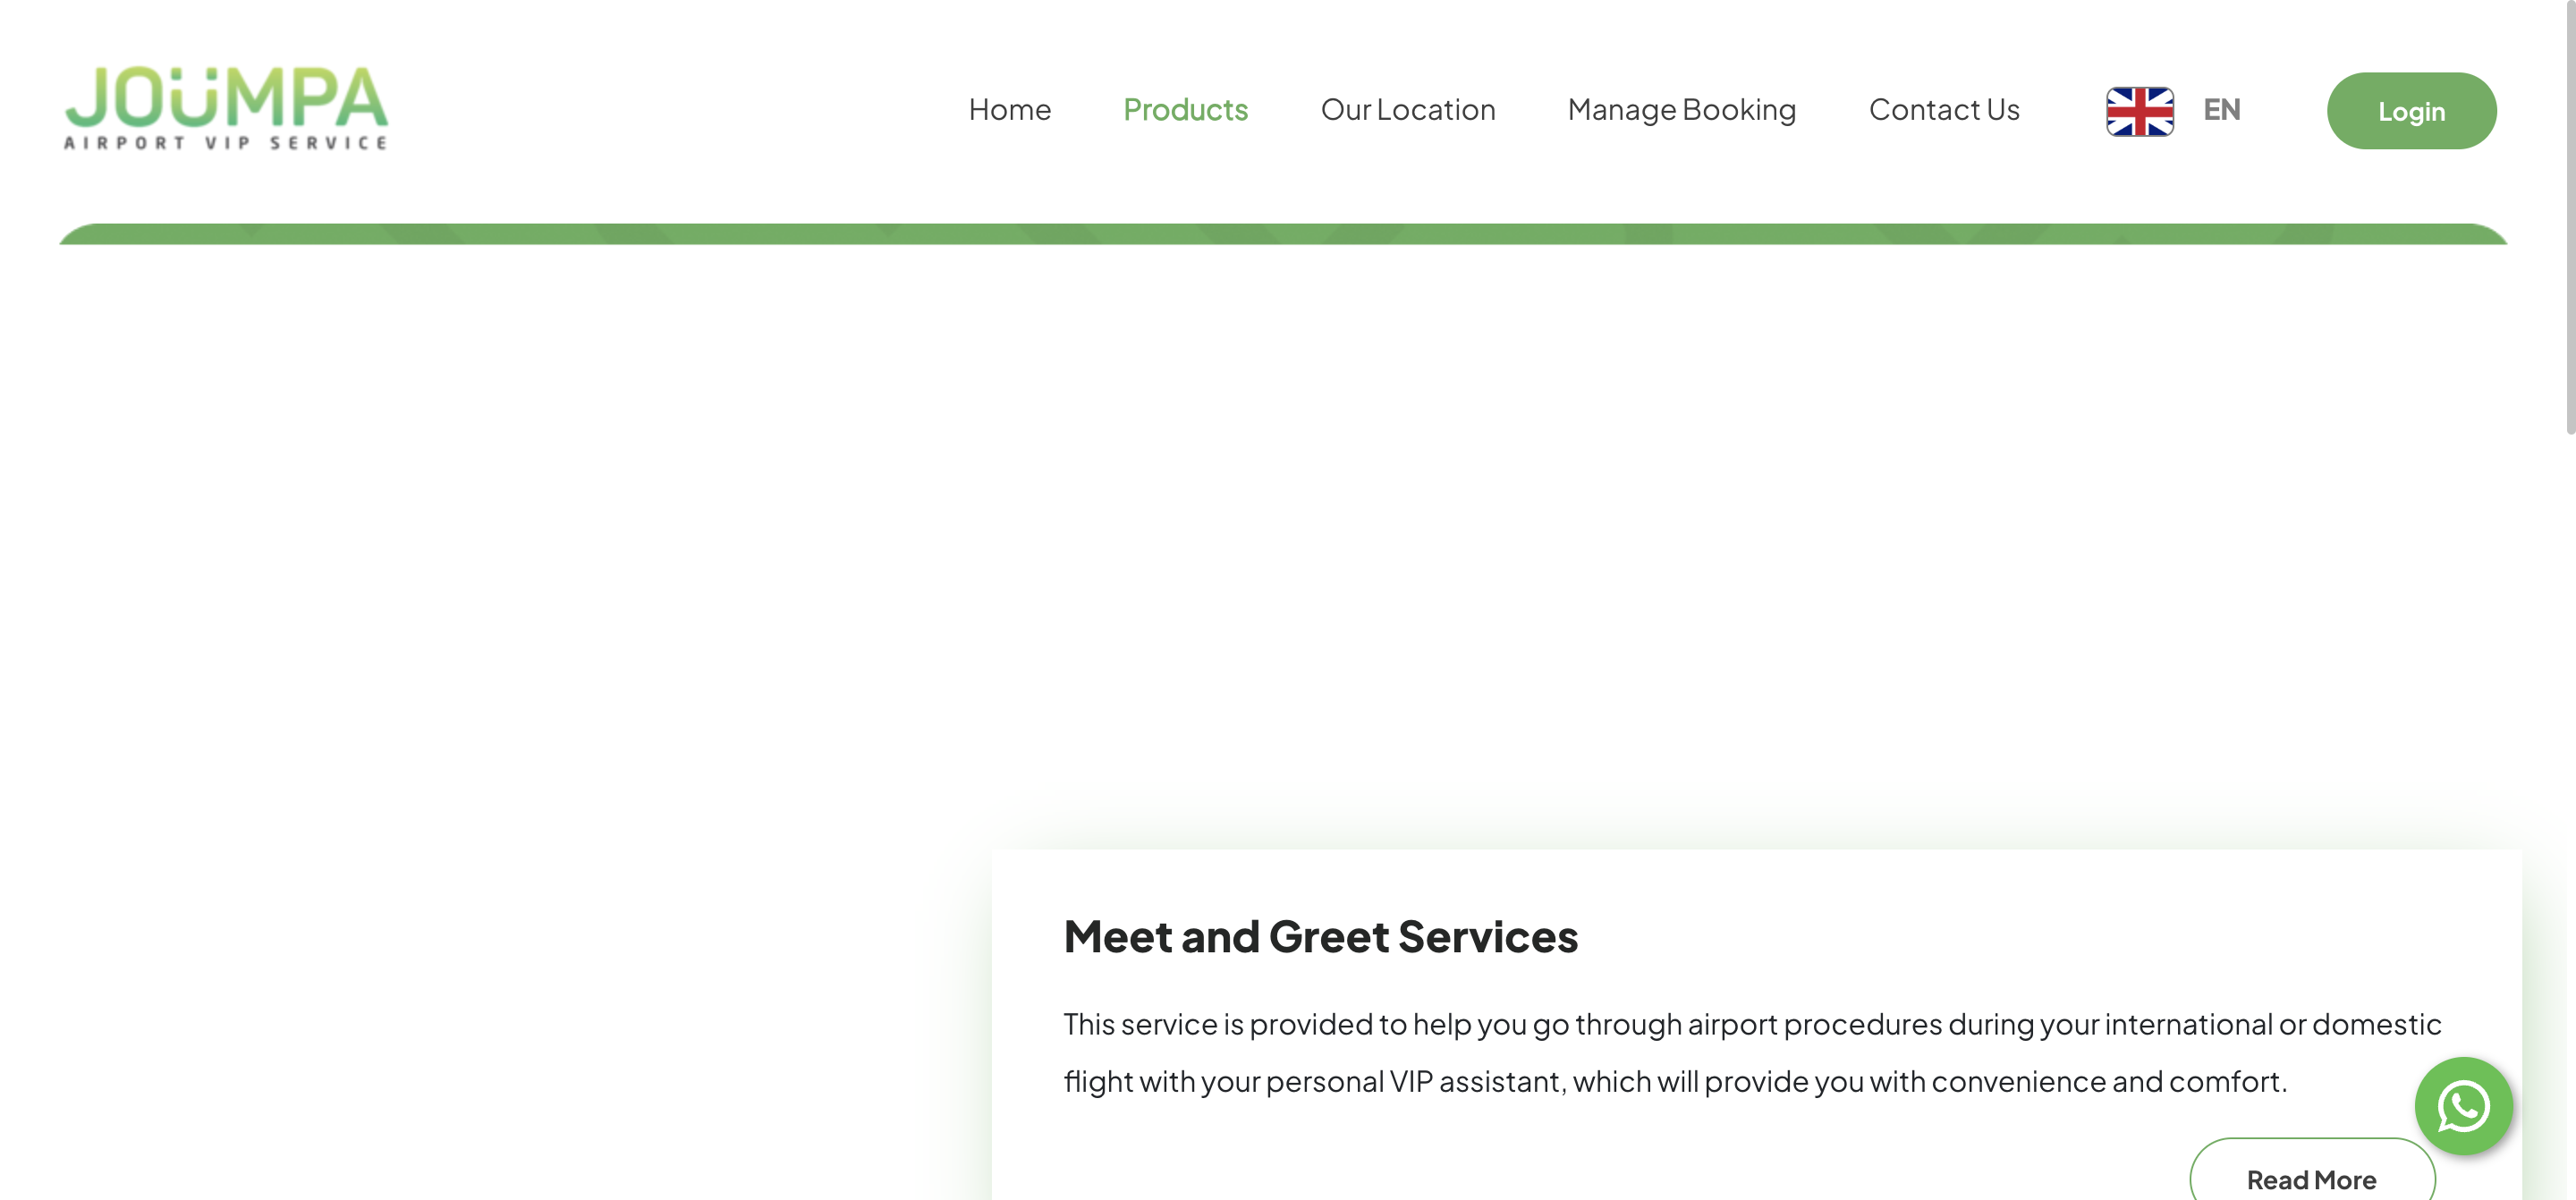 JOÜMPA
AIRPORT VIP SERVICE
Home
Products
Our Location
Manage Booking
Contact Us
EN
Login
Meet and Greet Services
This service is provided to help you go through airport procedures during your international or domestic
flight with your personal VIP assistant, which will provide you with convenience and comfort.
Read More